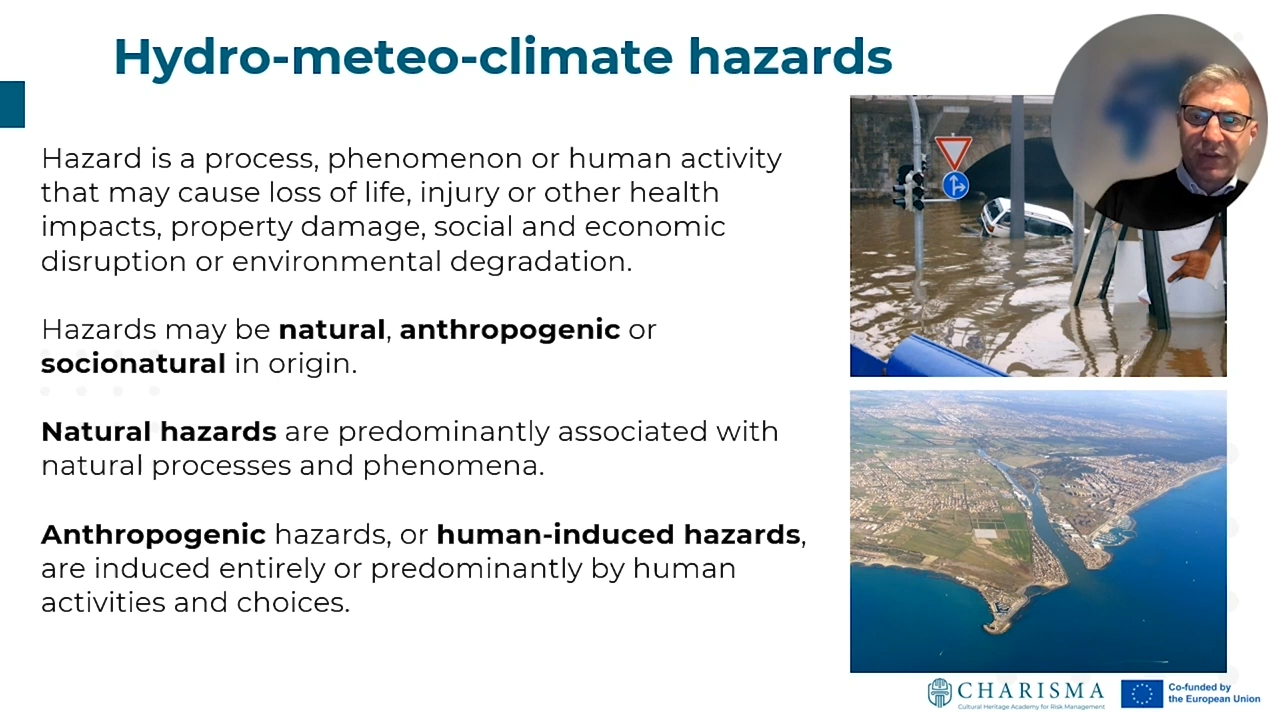 Hydro-meteo-climate hazards
Hazard is a process, phenomenon or human activity
that may cause loss of life, injury or other health
impacts, property damage, social and economic
disruption or environmental degradation.
Hazards may be natural, anthropogenic or
socionatural in origin.
Natural hazards are predominantly associated with
natural processes and phenomena.
Anthropogenic hazards, or human-induced hazards,
are induced entirely or predominantly by human
activities and choices.
CHARISMA
Cultural Heritage Academy for Risk Management
Co-funded by
the European Union